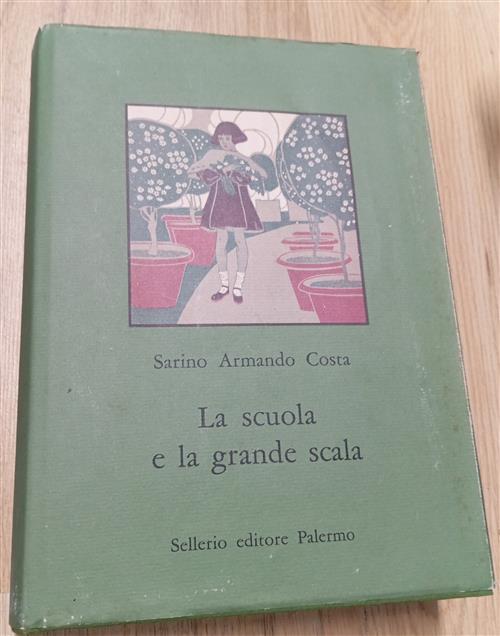 Sarino Armando Costa
La scuola
e la grande scala
Sellerio editore Palermo